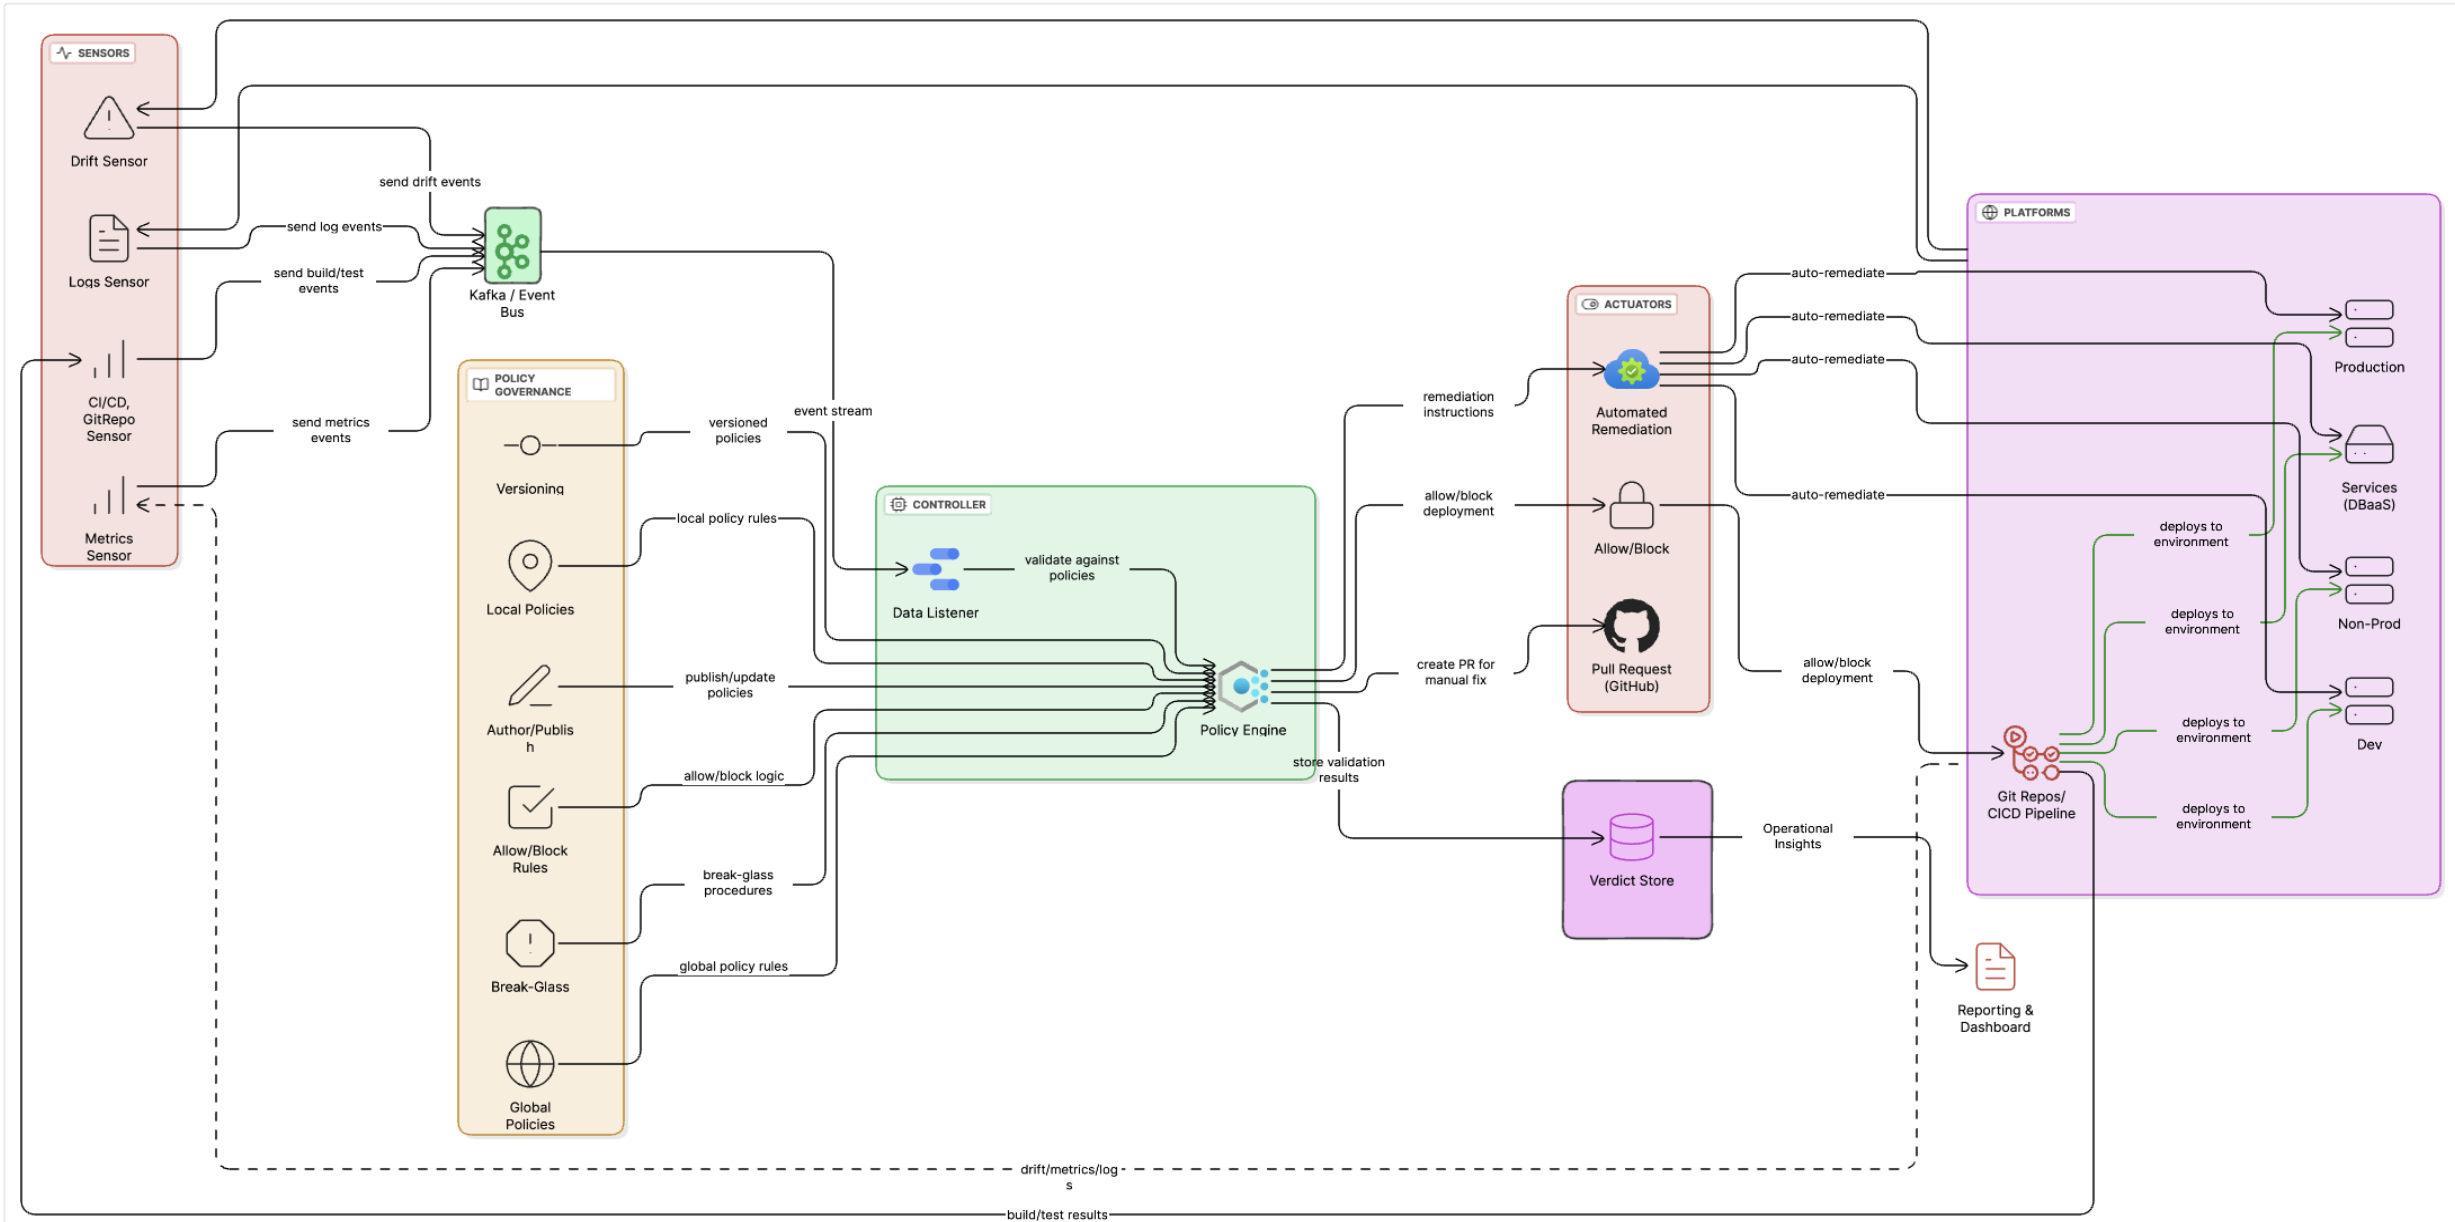 SENSORS
Drift Sensor
Logs Sensor
CI/CD,
GitRepo
Sensor
Metrics
Sensor
send drift events
send log events
send build/test
events
send metrics
events
Kafka / Event
Bus
POLICY
GOVERNANCE
Versioning
Local Policies
Author/Publis
h
Allow/Block
Rules
Break-Glass
Global
Policies
versioned
policies
local policy rules
publish/update
policies
allow/block logic
break-glass
procedures
global policy rules
event stream
CONTROLLER
Data Listener
validate against
policies
Policy Engine
remediation
instructions
allow/block
deployment
create PR for
manual fix
store validation
results
ACTUATORS
Automated
Remediation
Allow/Block
Pull Request
(GitHub)
Verdict Store
auto-remediate
auto-remediate
auto-remediate
auto-remediate
allow/block
deployment
Operational
Insights
Reporting &
Dashboard
PLATFORMS
Production
Services
(DBaaS)
Non-Prod
Dev
deploys to
environment
deploys to
environment
deploys to
environment
deploys to
environment
Git Repos/
CICD Pipeline
drift/metrics/log
s
build/test results